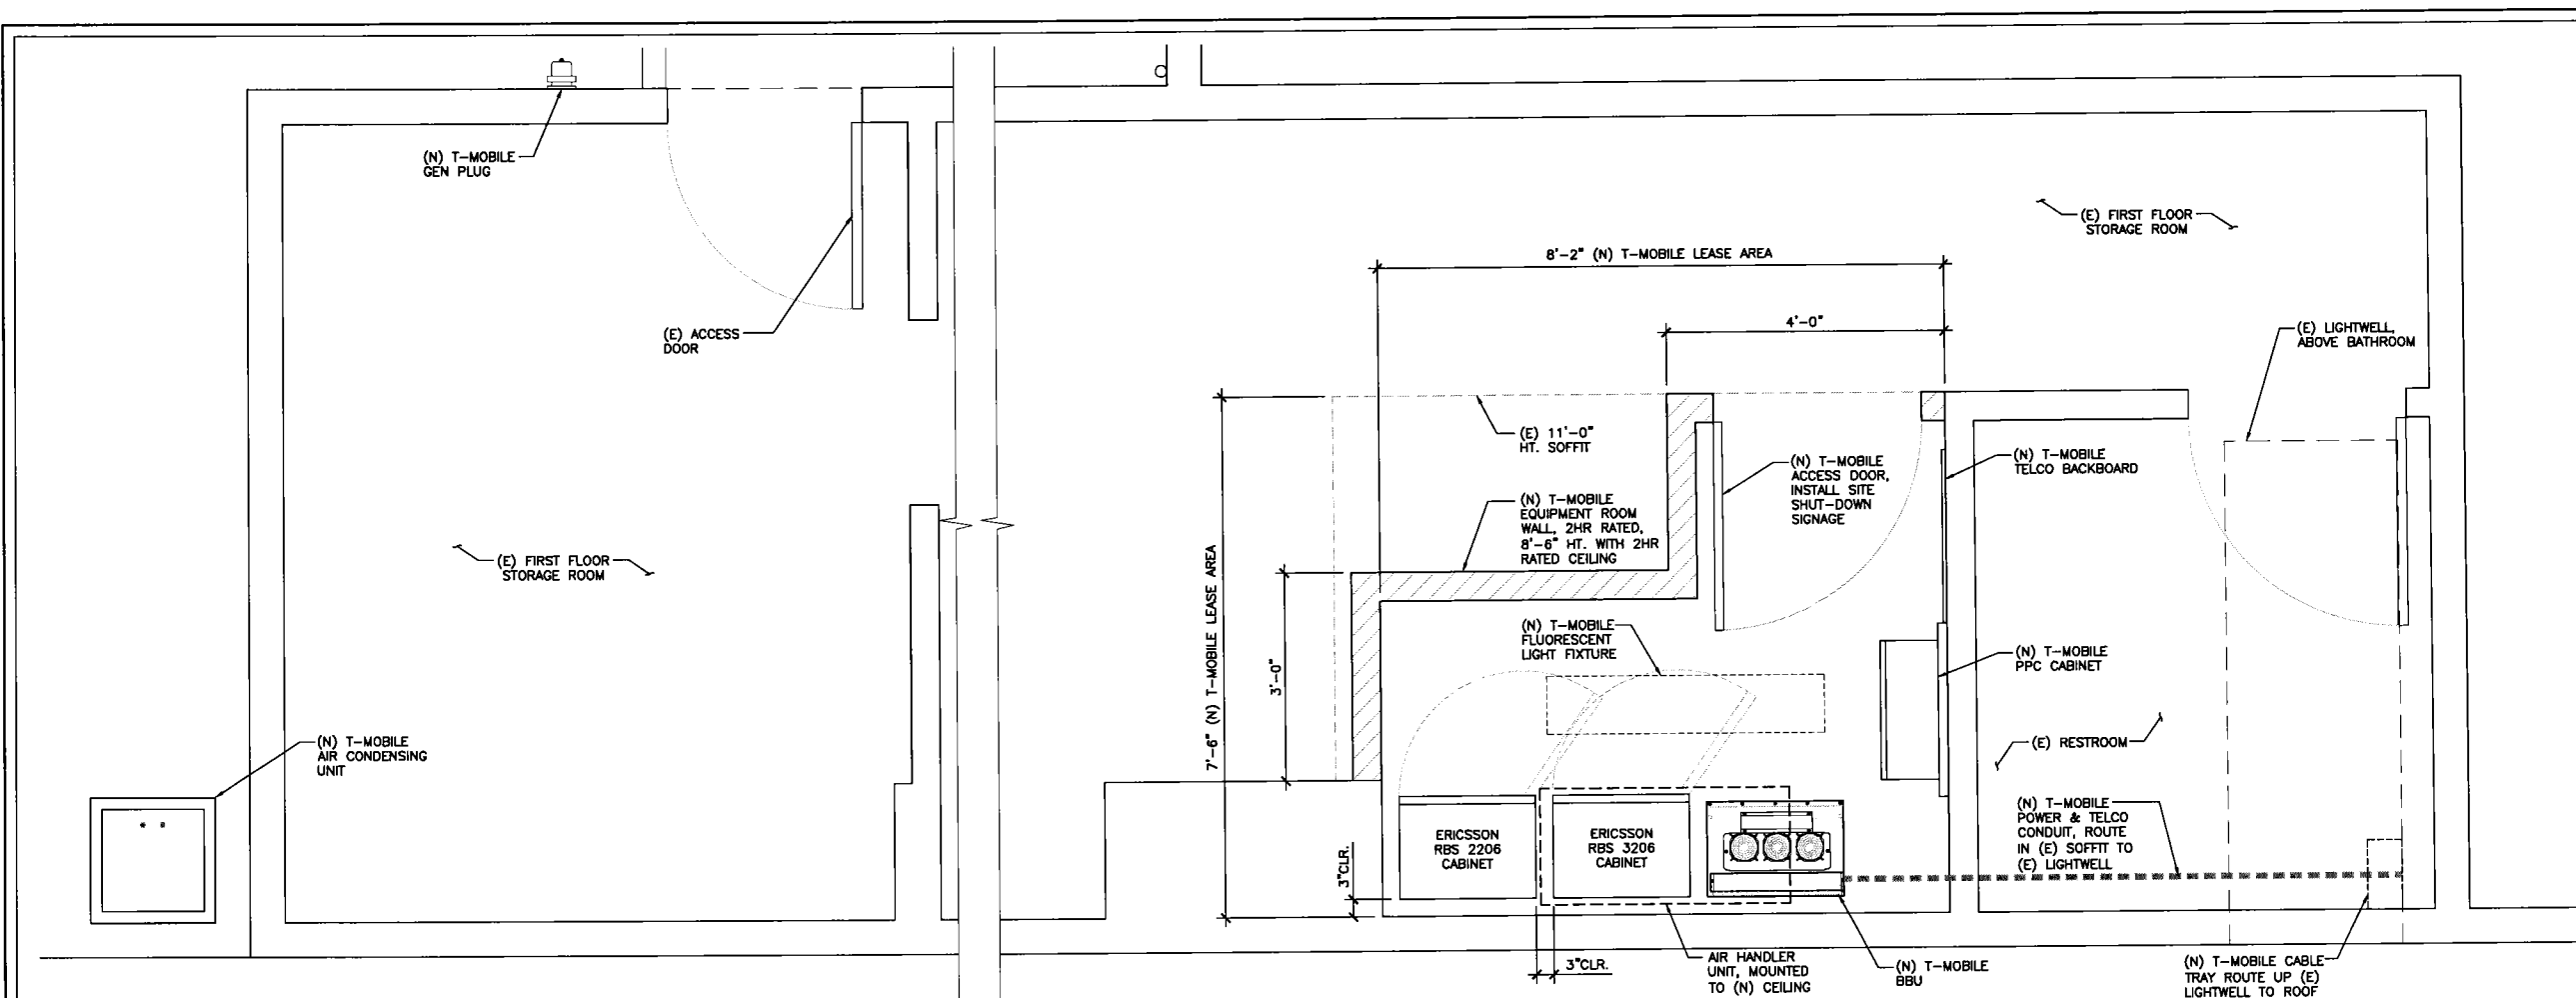 (N) T-MOBILE
GEN PLUG
(E) ACCESS
DOOR
(E) FIRST FLOOR
STORAGE ROOM
(N) T-MOBILE
AIR CONDENSING
UNIT
(E) FIRST FLOOR
STORAGE ROOM
8'-2" (N) T-MOBILE LEASE AREA
4'-0"
(E) LIGHTWELL,
ABOVE BATHROOM
(E) 11'-0"
HT. SOFFIT
(N) T-MOBILE
ACCESS DOOR,
INSTALL SITE
SHUT-DOWN
SIGNAGE
(N) T-MOBILE
TELCO BACKBOARD
(N) T-MOBILE
EQUIPMENT ROOM
WALL, 2HR RATED,
8'-6" HT. WITH 2HR
RATED CEILING
7'-6" (N) T-MOBILE LEASE AREA
3'-0"
(N) T-MOBILE
FLUORESCENT
LIGHT FIXTURE
(N) T-MOBILE
PPC CABINET
(E) RESTROOM
(N) T-MOBILE
POWER & TELCO
CONDUIT, ROUTE
IN (E) SOFFIT TO
(E) LIGHTWELL
ERICSSON
RBS 2206
CABINET
ERICSSON
RBS 3206
CABINET
3"CLR.
3"CLR.
AIR HANDLER
UNIT, MOUNTED
TO (N) CEILING
(N) T-MOBILE
BBU
(N) T-MOBILE CABLE
TRAY ROUTE UP (E)
LIGHTWELL TO ROOF